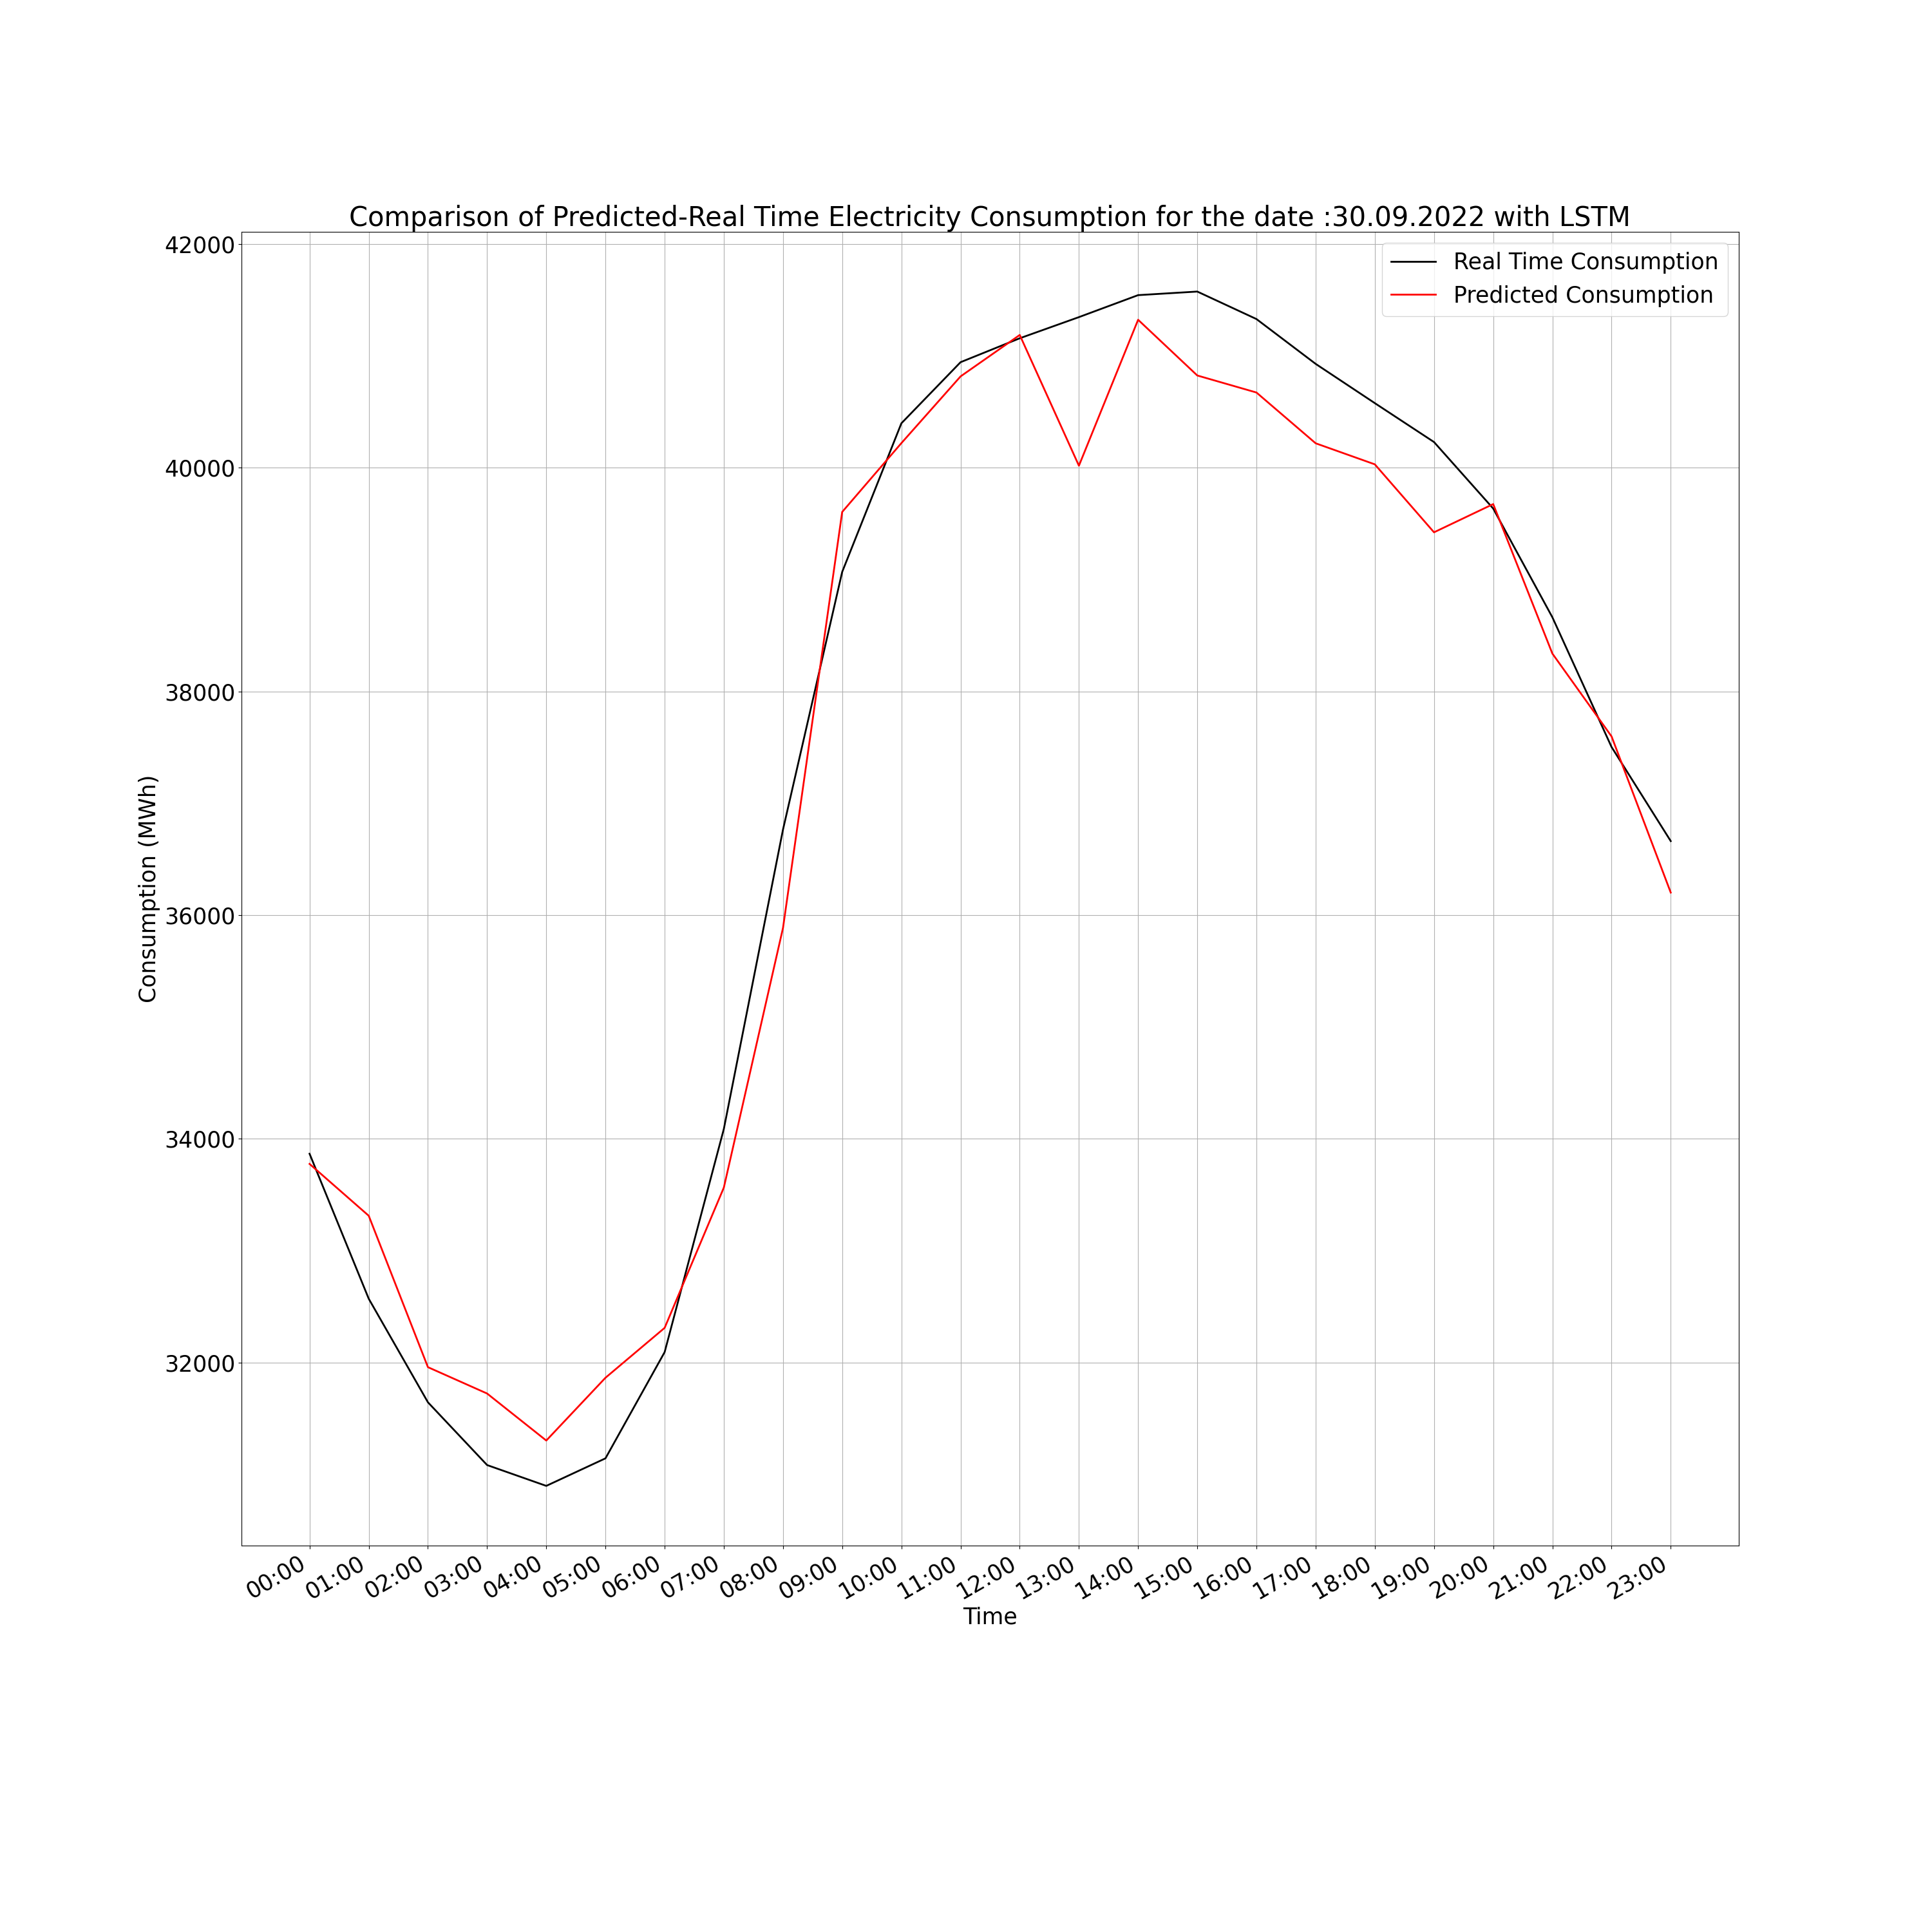 Comparison of Predicted-Real Time Electricity Consumption for the date :30.09.2022 with LSTM
Real Time Consumption
Predicted Consumption
42000
40000
38000
36000
34000
32000
Consumption (MWh)
00:00 01:00 02:00 03:00 04:00 05:00 06:00 07:00 08:00 09:00 10:00 11:00 12:00 13:00 14:00 15:00 16:00 17:00 18:00 19:00 20:00 21:00 22:00 23:00
Time